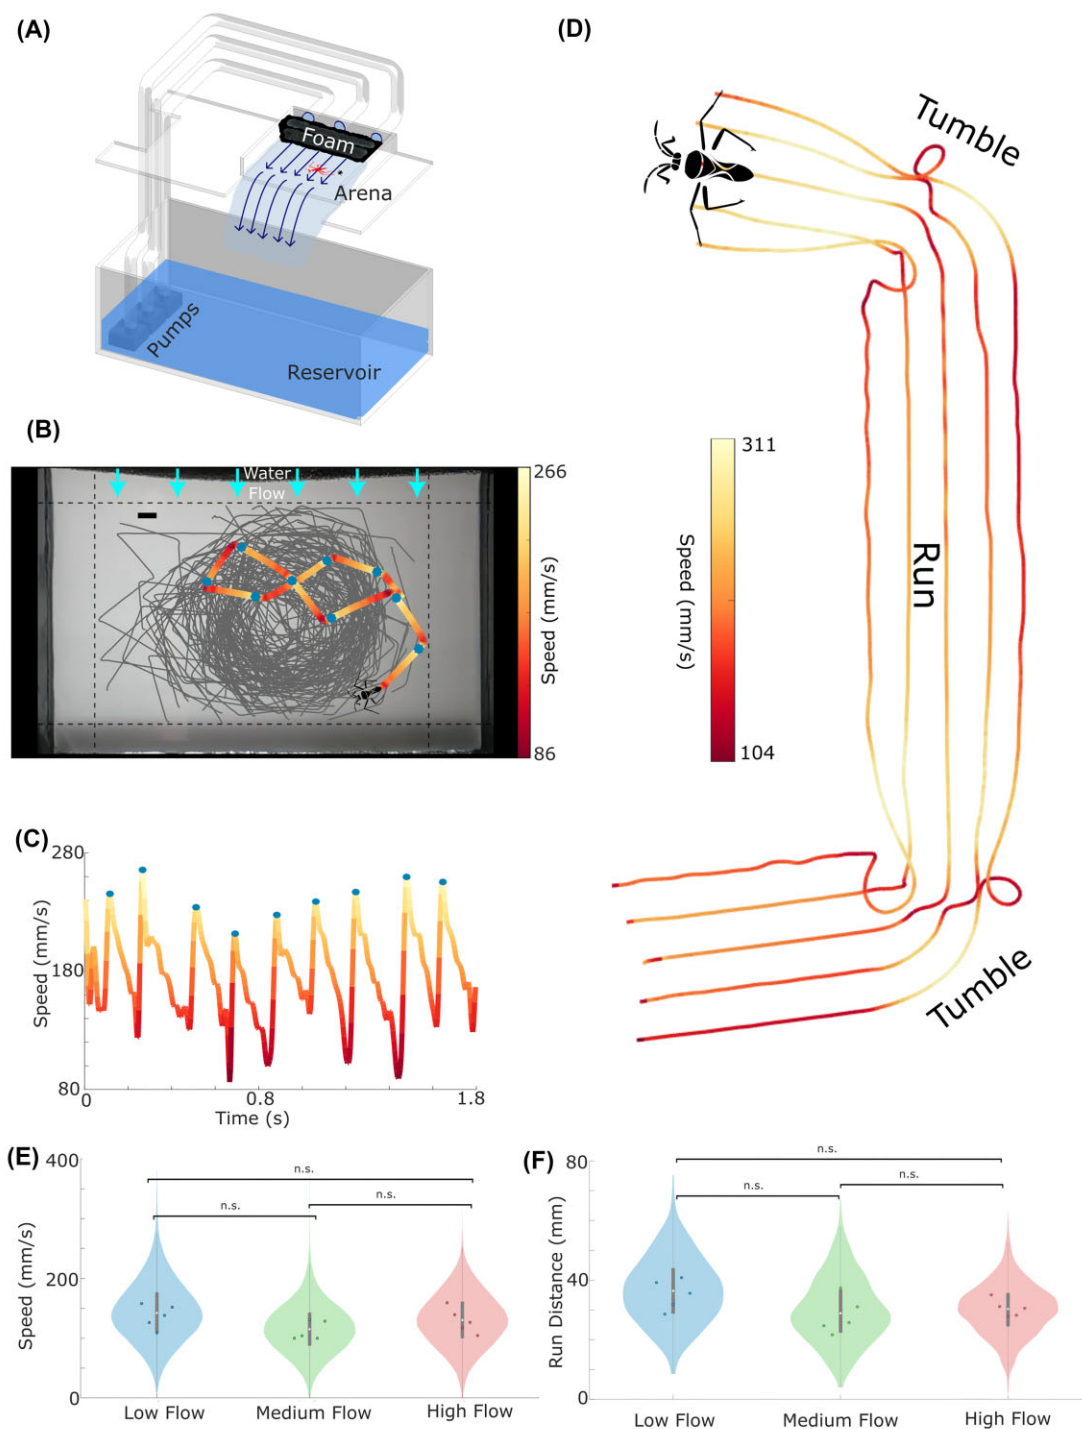 (A)
Foam
Arena
Pumps
Reservoir
(B)
Water
Flow
266
Speed (mm/s)
86
(C)
280
180
80
Speed (mm/s)
0
0.8
1.8
Time (s)
(D)
Tumble
311
Speed (mm/s)
104
Run
Tumble
(E)
400
200
0
Speed (mm/s)
n.s.
n.s.
n.s.
Low Flow
Medium Flow
High Flow
(F)
80
40
0
Run Distance (mm)
n.s.
n.s.
n.s.
Low Flow
Medium Flow
High Flow